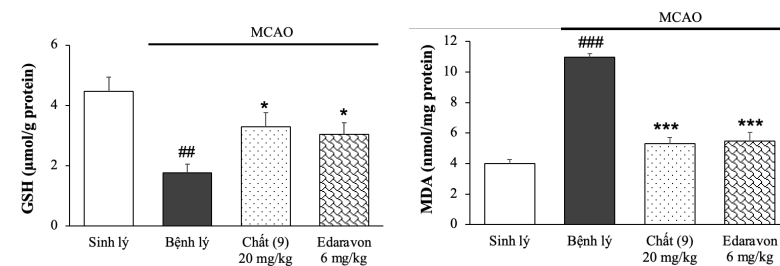 MCAO
GSH (µmol/g protein)
6
4
2
0
##
*
*
Sinh lý
Bệnh lý
Chất (9)
20 mg/kg
Edaravon
6 mg/kg
MCAO
MDA (nmol/mg protein)
12
10
8
6
4
2
0
###
***
***
Sinh lý
Bệnh lý
Chất (9)
20 mg/kg
Edaravon
6 mg/kg